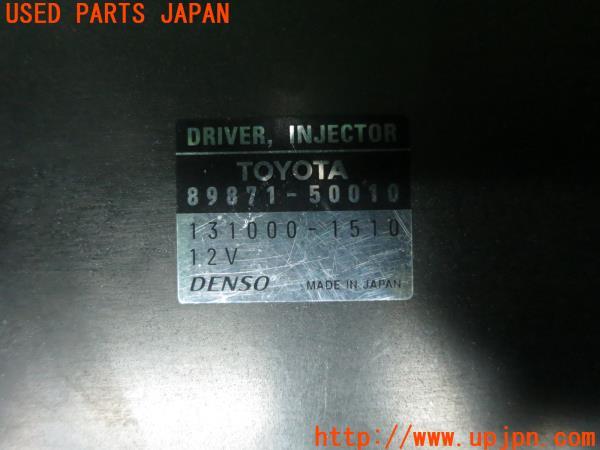 USED PARTS JAPAN
DRIVER, INJECTOR
TOYOTA
89871-50010
131000-1510
12V
DENSO MADE IN JAPAN
http://www.upjpn.com/